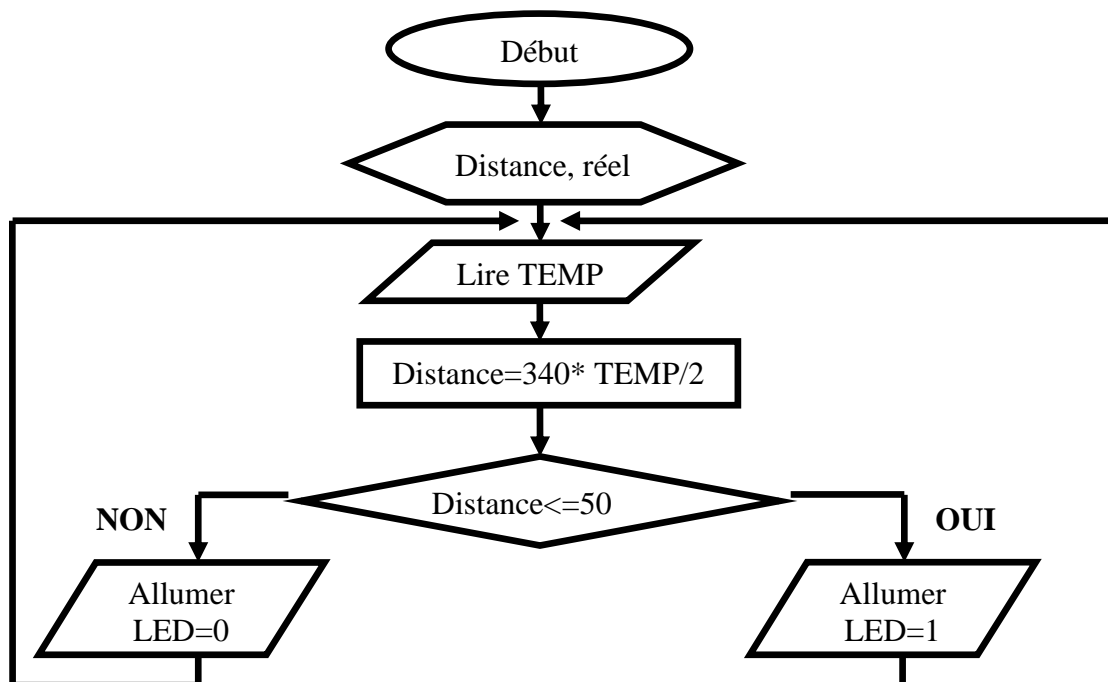 Début
Distance, réel
Lire TEMP
Distance=340* TEMP/2
Distance<=50
NON
OUI
Allumer
LED=0
Allumer
LED=1